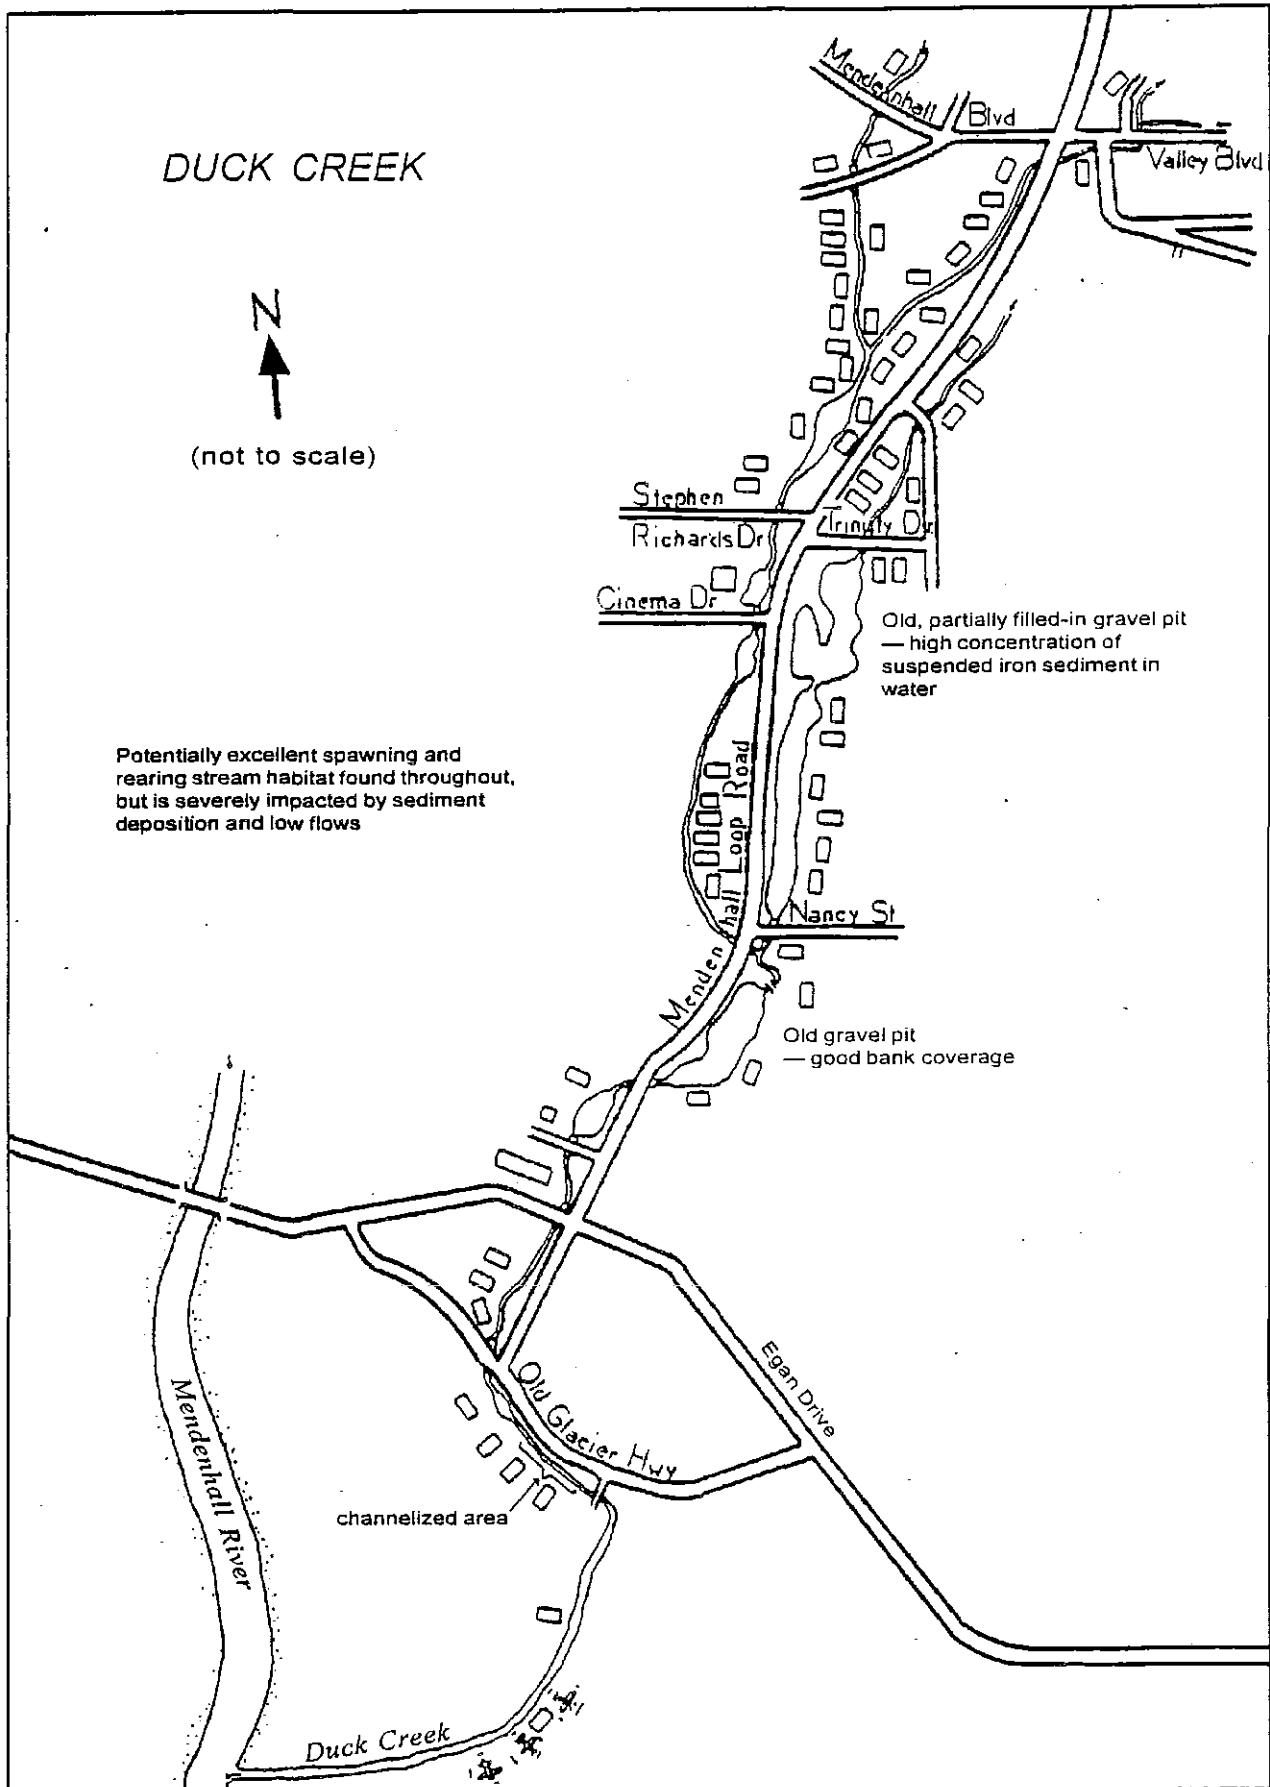 Mendenhall
Blvd
Valley Blvd
DUCK CREEK
N
(not to scale)
Stephen
Richards Dr
Trinity Dr.
Cinema Dr
Old, partially filled-in gravel pit
— high concentration of
suspended iron sediment in
water
Potentially excellent spawning and
rearing stream habitat found throughout,
but is severely impacted by sediment
deposition and low flows
Mendenhall Loop Road
Nancy St
Old gravel pit
— good bank coverage
Egan Drive
Mendenhall River
Old Glacier Hwy
channelized area
Duck Creek